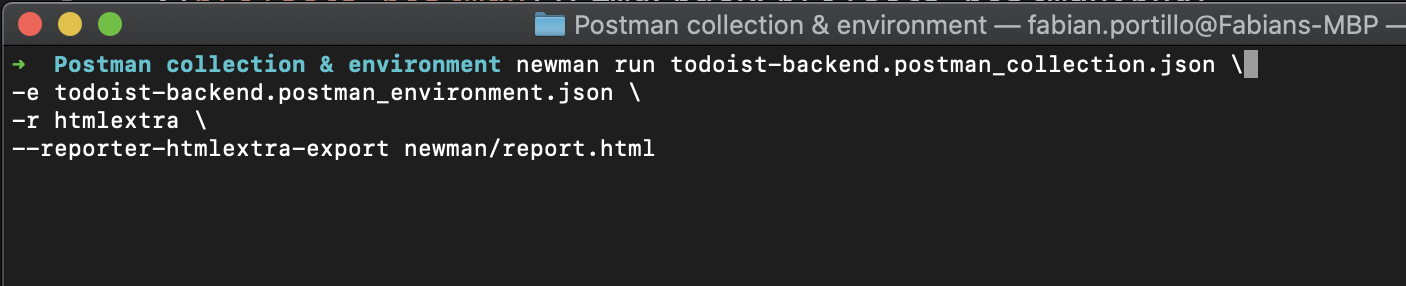 Postman collection & environment — fabian.portillo@Fabians-MBP —
➜ Postman collection & environment newman run todoist-backend.postman_collection.json \
-e todoist-backend.postman_environment.json \
-r htmlextra \
--reporter-htmlextra-export newman/report.html